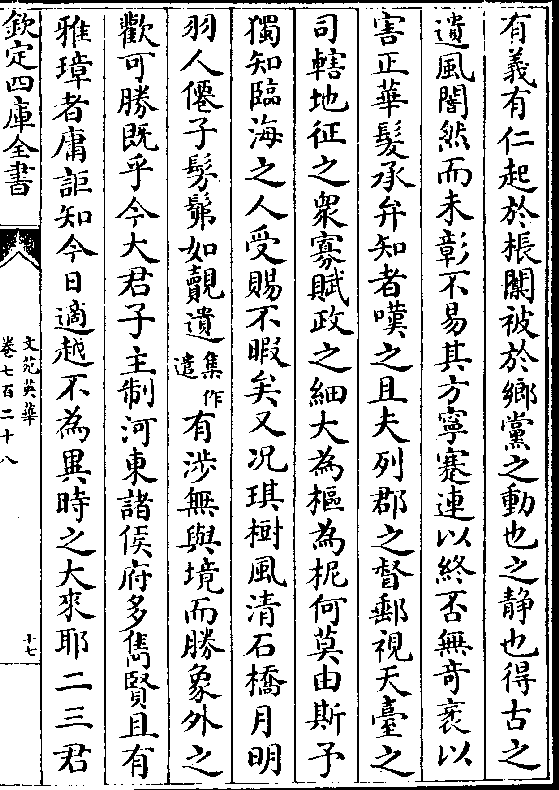 有義有仁起於棖闑被於鄉黨之動也之静也得古之
遺風闇然而未彰不易其方寧蹇連以終否無奇衺以
害正華髮承弁知者嘆之且夫列郡之督郵視天臺之
司轄地征之衆寡賦政之細大為樞為柅何莫由斯予
獨知臨海之人受賜不暇矣又况琪樹風清石橋月明
羽人僊子髣髴如覿遺集作遣有涉無與境而勝象外之
歡可勝既乎今大君子主制河東諸侯府多雋賢且有
雅璋者庸詎知今日適越不為異時之大來耶二三君
欽定四庫全書
文苑英華
卷七百二十八
十七